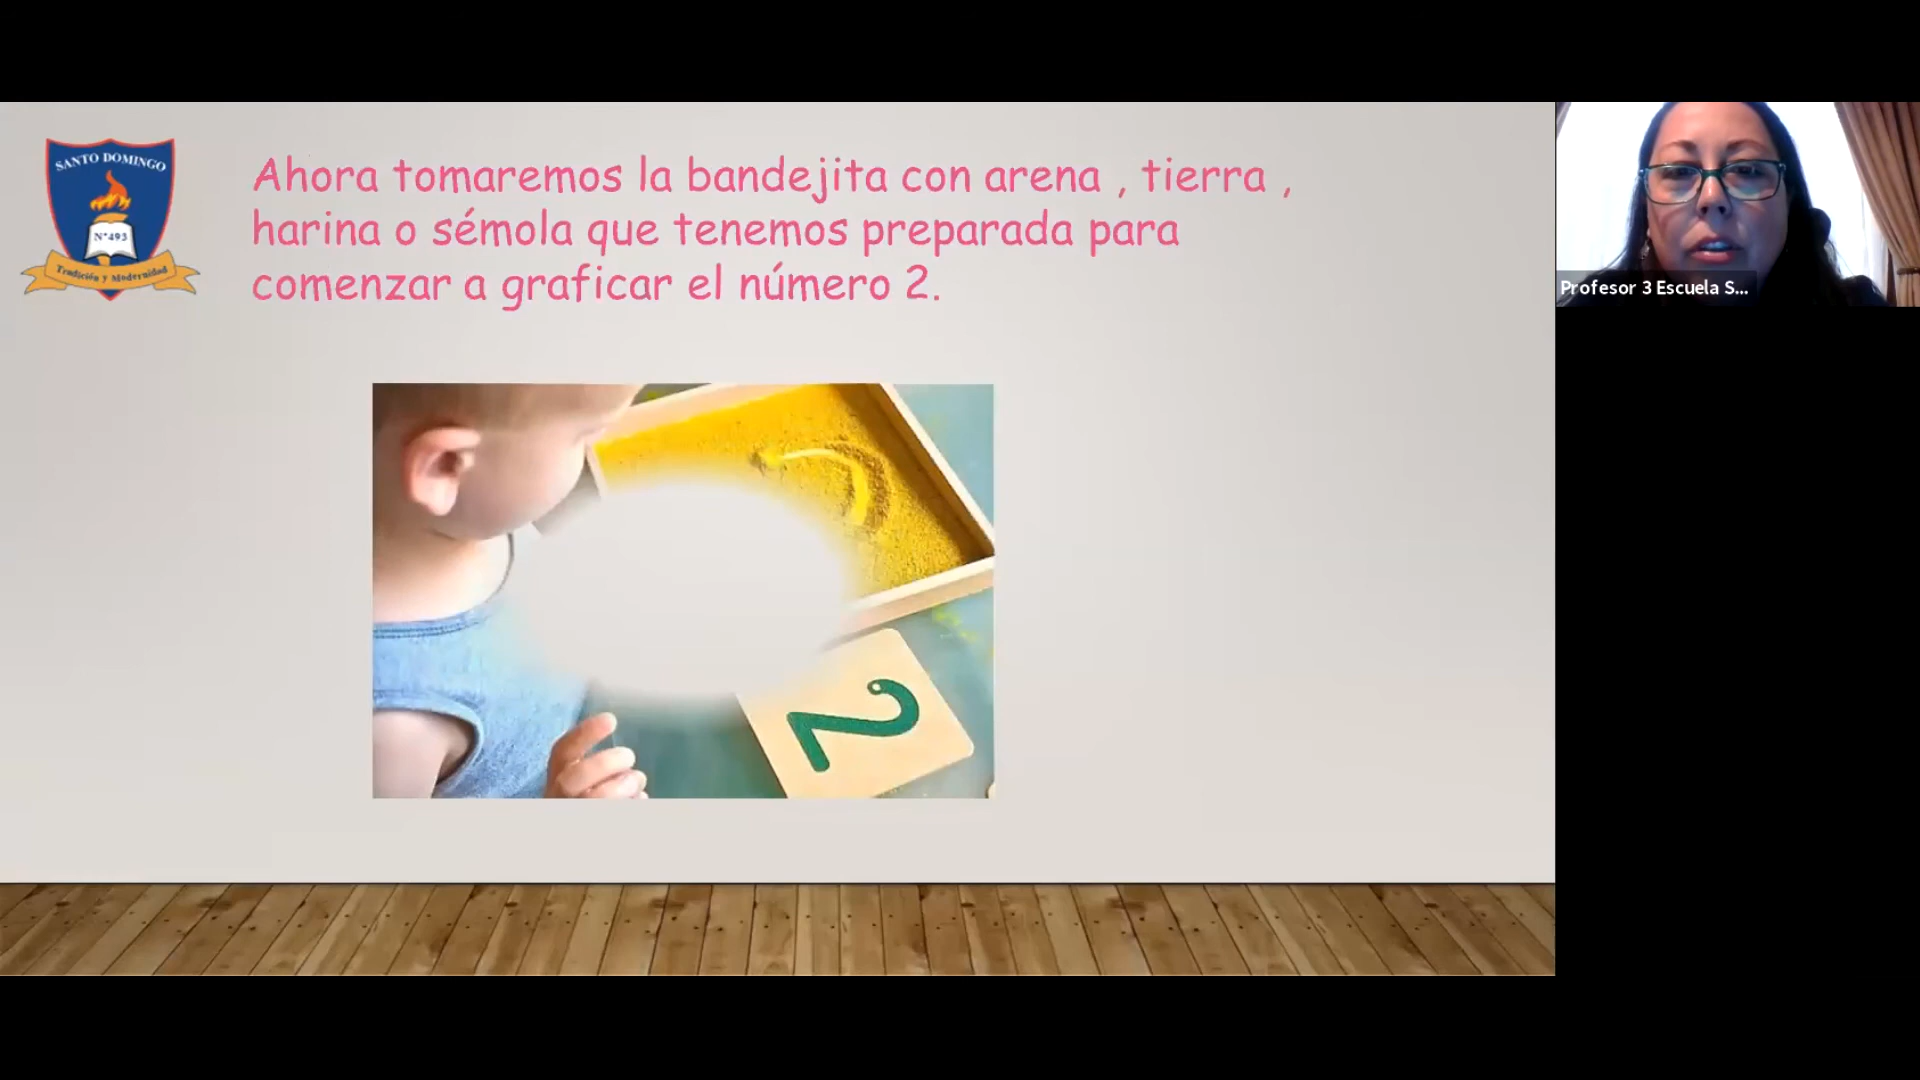 SANTO DOMINGO
N°493
Tradición y Modernidad
Ahora tomaremos la bandejita con arena , tierra ,
harina o sémola que tenemos preparada para
comenzar a graficar el número 2.
2
Profesor 3 Escuela S...